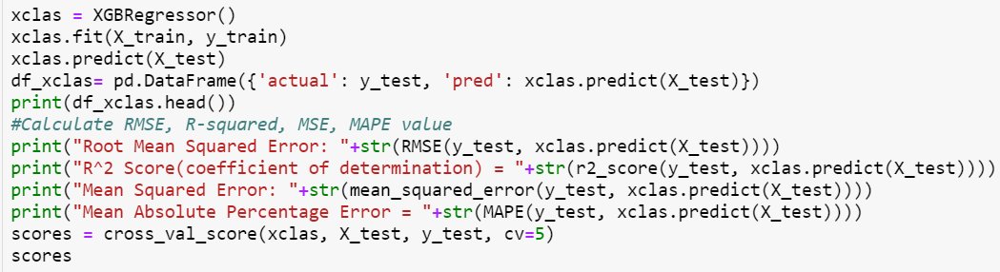 xclas = XGBRegressor()
xclas.fit(X_train, y_train)
xclas.predict(X_test)
df_xclas= pd.DataFrame({'actual': y_test, 'pred': xclas.predict(X_test)})
print(df_xclas.head())
#Calculate RMSE, R-squared, MSE, MAPE value
print("Root Mean Squared Error: "+str(RMSE(y_test, xclas.predict(X_test))))
print("R^2 Score(coefficient of determination) = "+str(r2_score(y_test, xclas.predict(X_test))))
print("Mean Squared Error: "+str(mean_squared_error(y_test, xclas.predict(X_test))))
print("Mean Absolute Percentage Error = "+str(MAPE(y_test, xclas.predict(X_test))))
scores = cross_val_score(xclas, X_test, y_test, cv=5)
scores